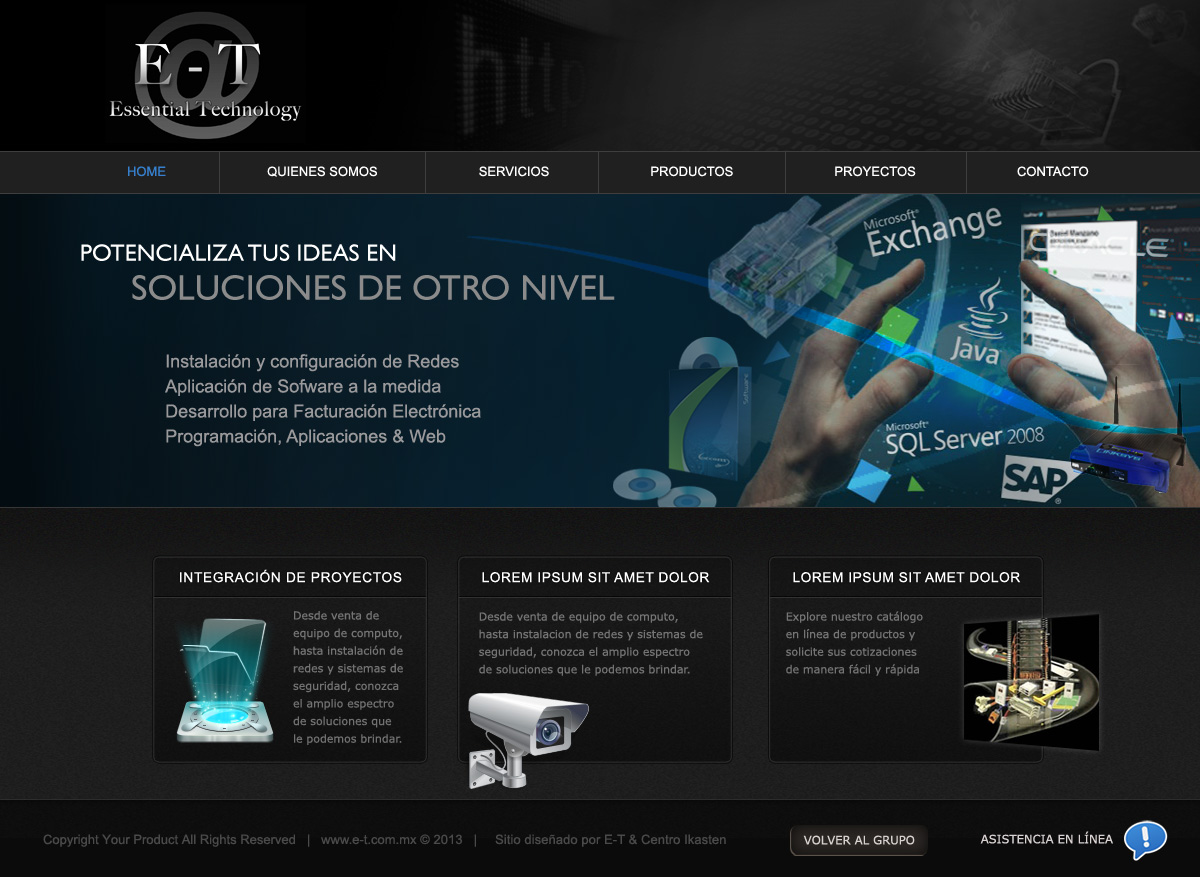 http
E - T
Essential Technology
HOME
QUIENES SOMOS
SERVICIOS
PRODUCTOS
PROYECTOS
CONTACTO
POTENCIALIZA TUS IDEAS EN
SOLUCIONES DE OTRO NIVEL
Instalación y configuración de Redes
Aplicación de Sofware a la medida
Desarrollo para Facturación Electrónica
Programación, Aplicaciones & Web
Microsoft®
Exchange
Daniel Manzano
ORACLE
Java
Microsoft®
SQL Server 2008
SAP
®
LINKSYS
INTEGRACIÓN DE PROYECTOS
Desde venta de
equipo de computo,
hasta instalación de
redes y sistemas de
seguridad, conozca
el amplio espectro
de soluciones que
le podemos brindar.
LOREM IPSUM SIT AMET DOLOR
Desde venta de equipo de computo,
hasta instalacion de redes y sistemas de
seguridad, conozca el amplio espectro
de soluciones que le podemos brindar.
LOREM IPSUM SIT AMET DOLOR
Explore nuestro catálogo
en línea de productos y
solicite sus cotizaciones
de manera fácil y rápida
Copyright Your Product All Rights Reserved | www.e-t.com.mx © 2013 | Sitio diseñado por E-T & Centro Ikasten
VOLVER AL GRUPO
ASISTENCIA EN LÍNEA